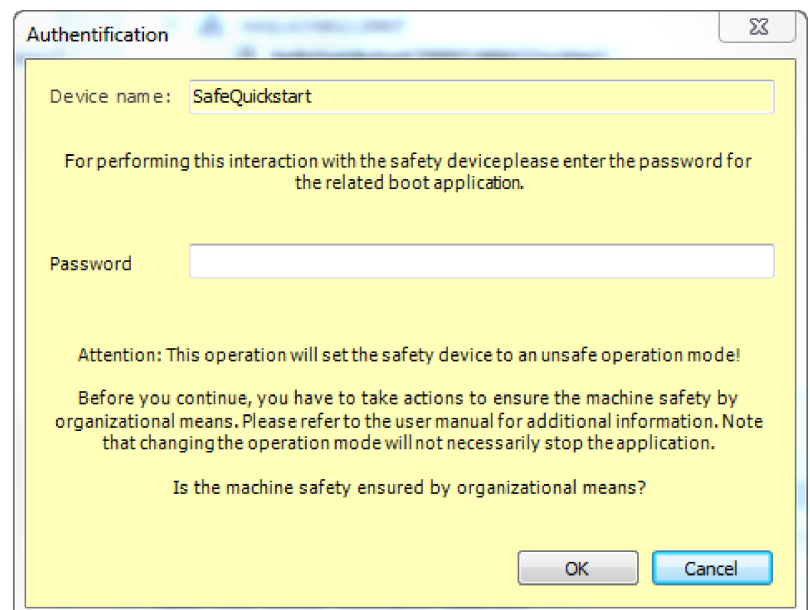 Authentification
Device name: SafeQuickstart
For performing this interaction with the safety device please enter the password for
the related boot application.
Password
Attention: This operation will set the safety device to an unsafe operation mode!
Before you continue, you have to take actions to ensure the machine safety by
organizational means. Please refer to the user manual for additional information. Note
that changing the operation mode will not necessarily stop the application.
Is the machine safety ensured by organizational means?
OK Cancel